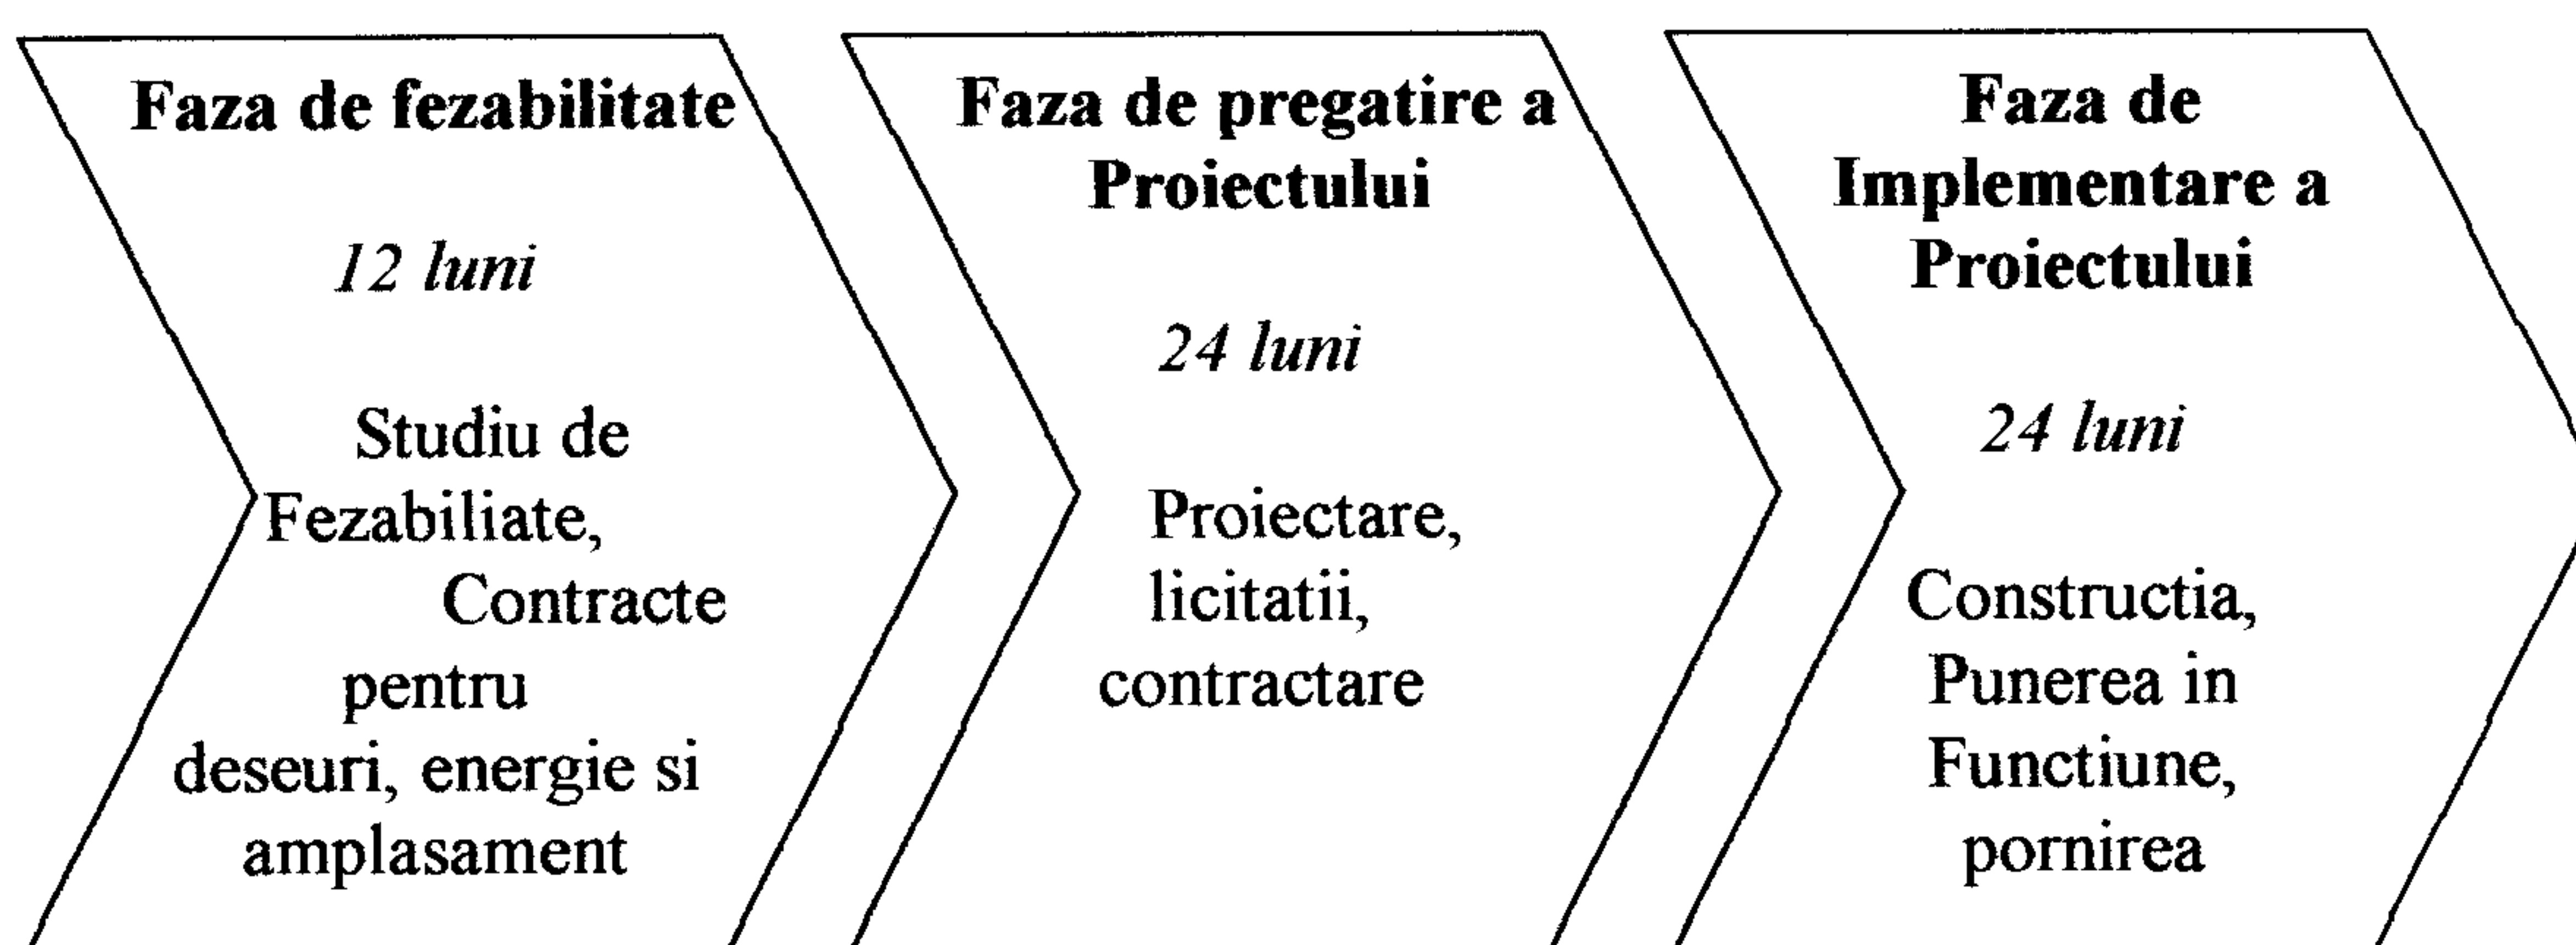 Faza de fezabilitate
12 luni
Studiu de
Fezabiliate,
Contracte
pentru
deseuri, energie si
amplasament
Faza de pregatire a
Proiectului
24 luni
Proiectare,
licitatii,
contractare
Faza de
Implementare a
Proiectului
24 luni
Constructia,
Punerea in
Functiune,
pornirea